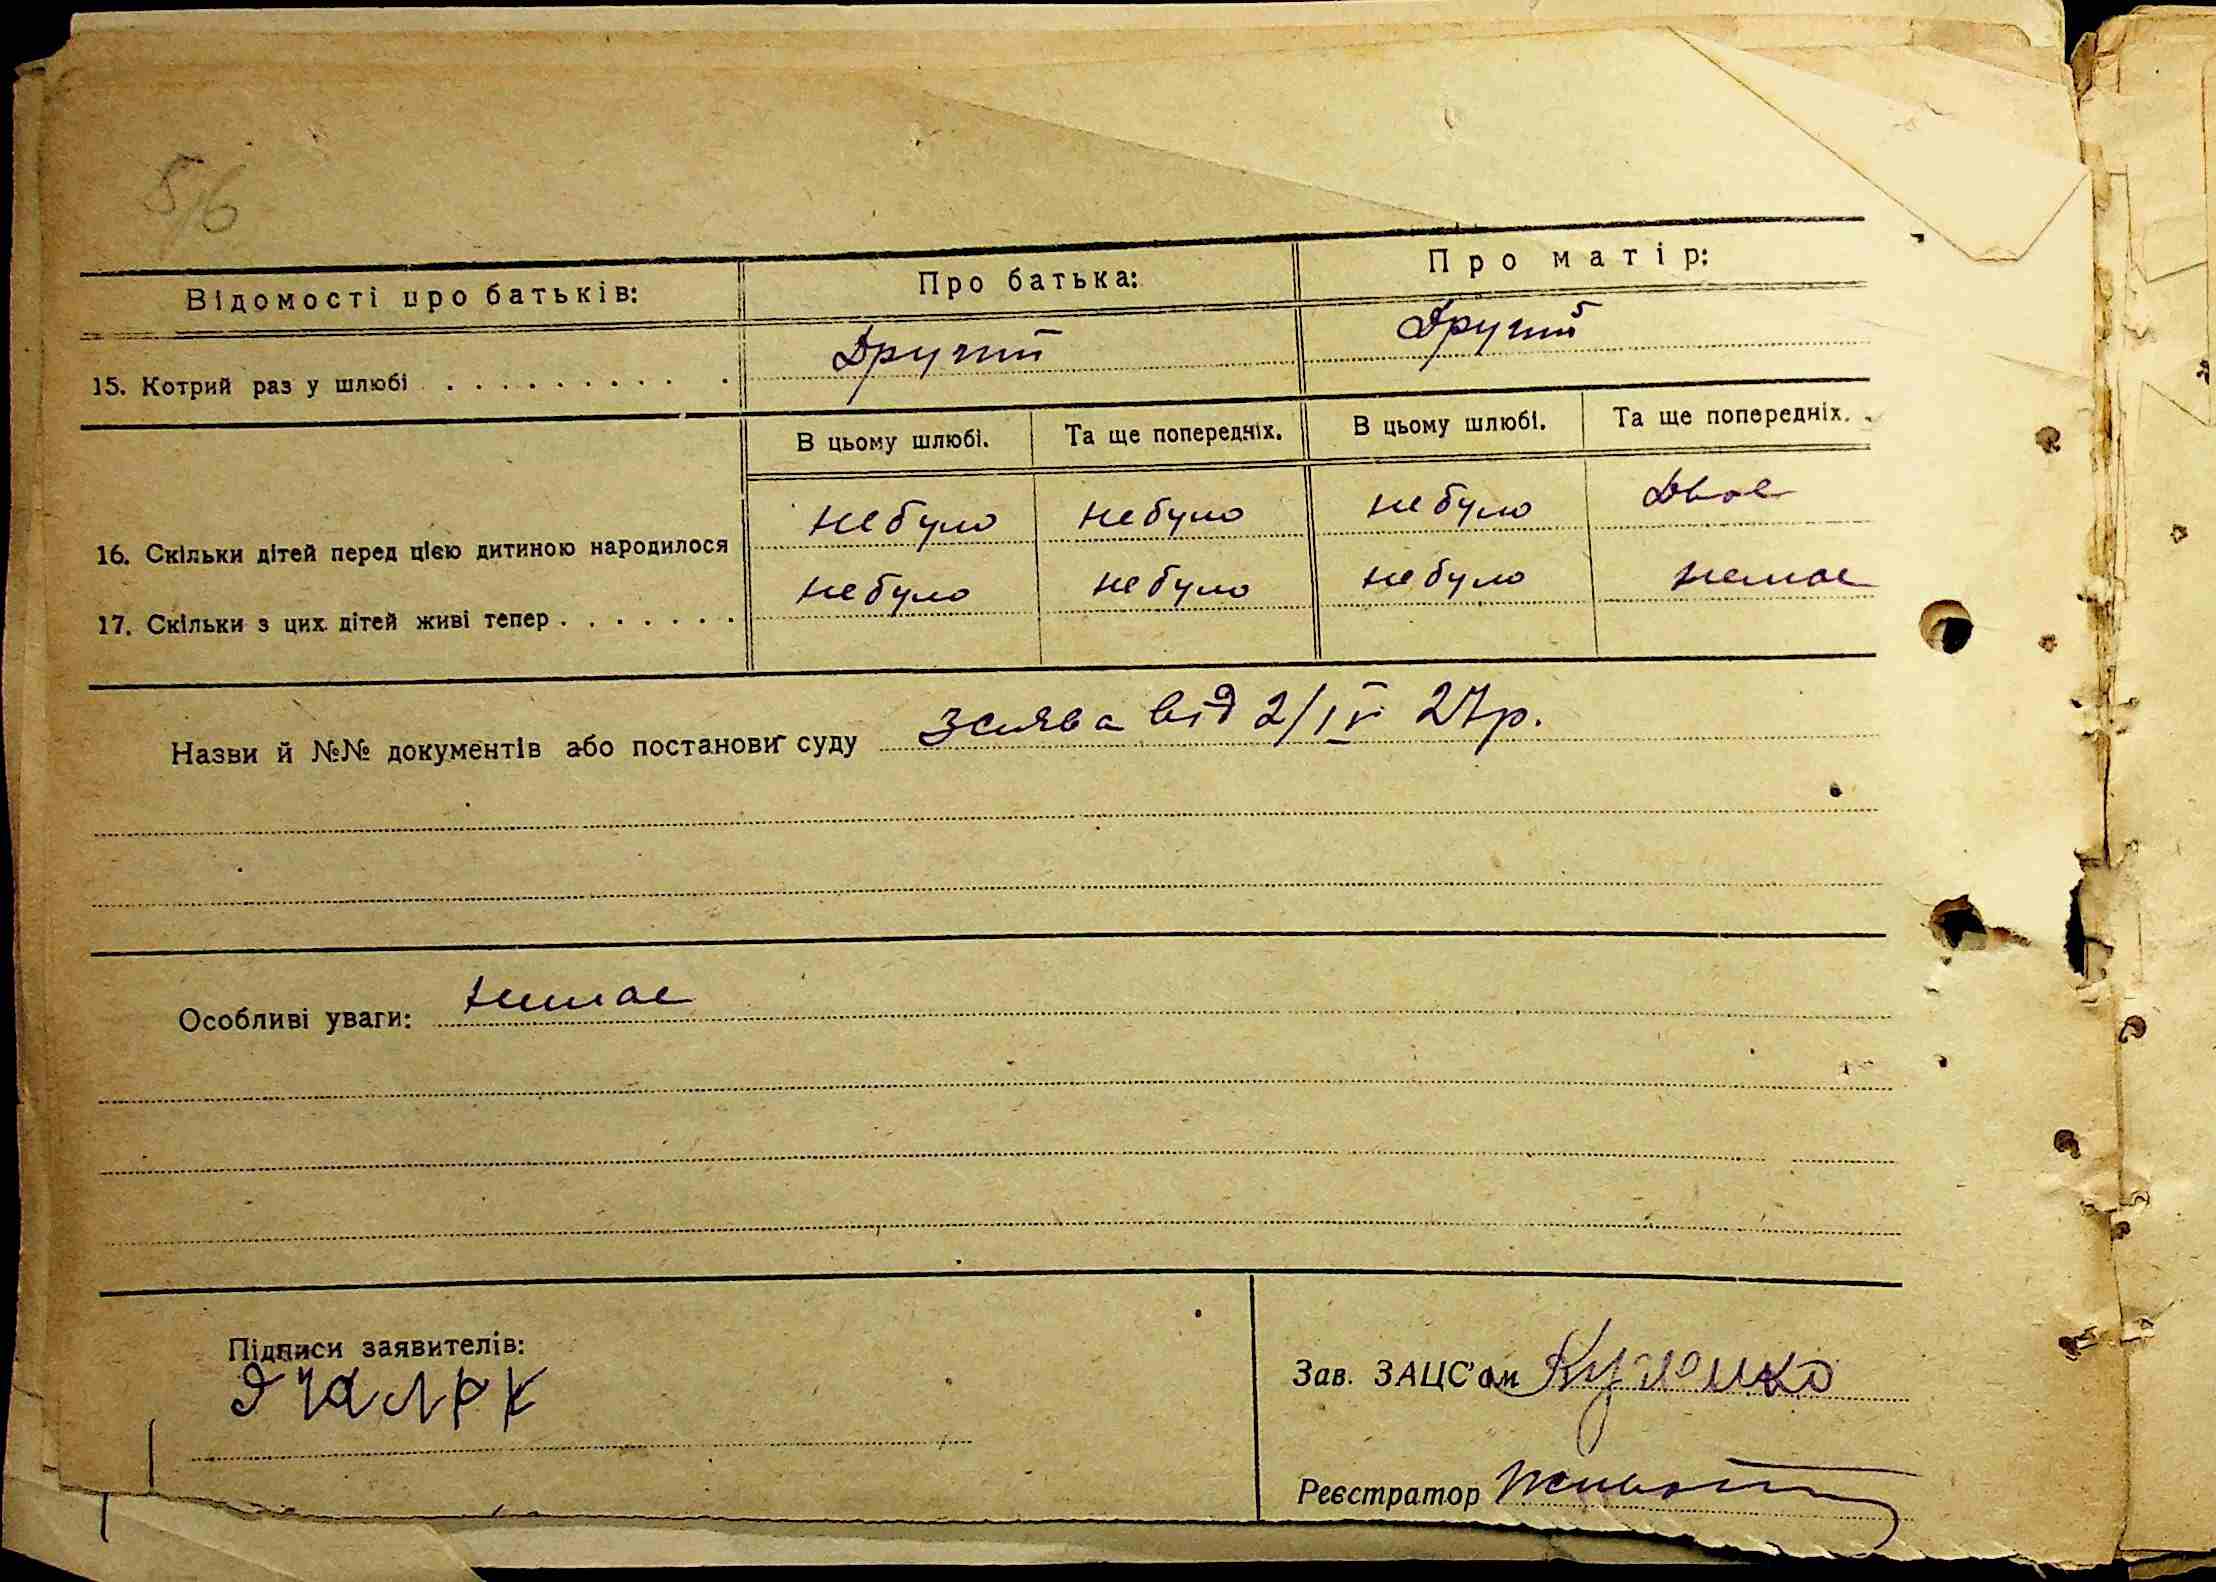 5/6
Відомості про батьків: Про батька: Про матір:
15. Котрий раз у шлюбі . . . . . . . . . . Другий Другий
В цьому шлюбі. Та ще попередніх. В цьому шлюбі. Та ще попередніх.
16. Скільки дітей перед цією дитиною народилося небуло небуло небуло Двоє
17. Скільки з цих дітей живі тепер . . . . . . . небуло небуло небуло немає
Назви й №№ документів або постанови суду заява від 2/IV 27р.
Особливі уваги: немає
Підписи заявителів:
Зав. ЗАЦС'ом
Реєстратор